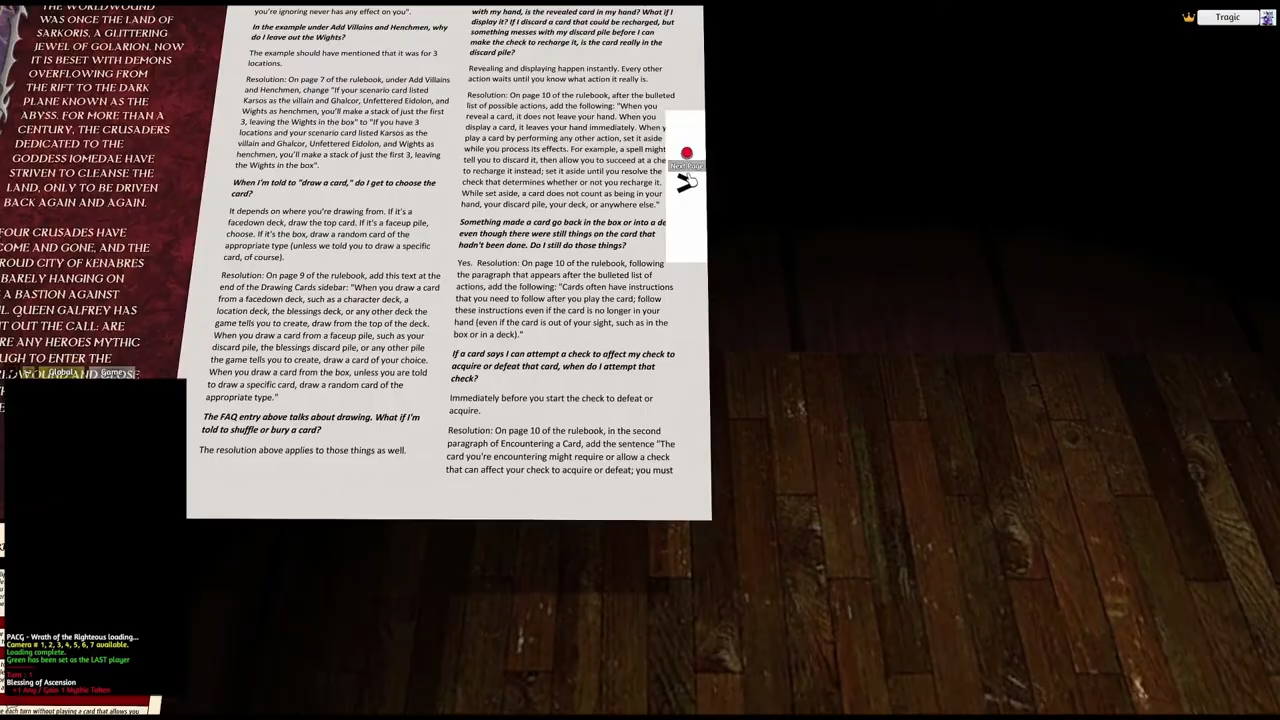 THE WORLDWOUND
WAS ONCE THE LAND OF
SARKORIS, A GLITTERING
JEWEL OF GOLARION. NOW
IT IS BESET WITH DEMONS
OVERFLOWING FROM
THE RIFT TO THE DARK
PLANE KNOWN AS THE
ABYSS. FOR MORE THAN A
CENTURY, THE CRUSADERS
DEDICATED TO THE
GODDESS IOMEDAE HAVE
STRIVEN TO CLEANSE THE
LAND, ONLY TO BE DRIVEN
BACK AGAIN AND AGAIN.
FOUR CRUSADES HAVE
COME AND GONE, AND THE
ROUD CITY OF KENABRES
BARELY HANGING ON
A BASTION AGAINST
IL. QUEEN GALFREY HAS
T OUT THE CALL: ARE
RE ANY HEROES MYTHIC
UGH TO ENTER THE
Global
Game
you're ignoring never has any effect on you".
In the example under Add Villains and Henchmen, why
do I leave out the Wights?
The example should have mentioned that it was for 3
locations.
Resolution: On page 7 of the rulebook, under Add Villains
and Henchmen, change "If your scenario card listed
Karsos as the villain and Ghalcor, Unfettered Eidolon, and
Wights as henchmen, you'll make a stack of just the first
3, leaving the Wights in the box" to "If you have 3
locations and your scenario card listed Karsos as the
villain and Ghalcor, Unfettered Eidolon, and Wights as
henchmen, you'll make a stack of just the first 3, leaving
the Wights in the box".
When I'm told to "draw a card," do I get to choose the
card?
It depends on where you're drawing from. If it's a
facedown deck, draw the top card. If it's a faceup pile,
choose. If it's the box, draw a random card of the
appropriate type (unless we told you to draw a specific
card, of course).
Resolution: On page 9 of the rulebook, add this text at the
end of the Drawing Cards sidebar: "When you draw a card
from a facedown deck, such as a character deck, a
location deck, the blessings deck, or any other deck the
game tells you to create, draw from the top of the deck.
When you draw a card from a faceup pile, such as your
discard pile, the blessings discard pile, or any other pile
the game tells you to create, draw a card of your choice.
When you draw a card from the box, unless you are told
to draw a specific card, draw a random card of the
appropriate type."
The FAQ entry above talks about drawing. What if I'm
told to shuffle or bury a card?
The resolution above applies to those things as well.
with my hand, is the revealed card in my hand? What if I
display it? If I discard a card that could be recharged, but
something messes with my discard pile before I can
make the check to recharge it, is the card really in the
discard pile?
Revealing and displaying happen instantly. Every other
action waits until you know what action it really is.
Resolution: On page 10 of the rulebook, after the bulleted
list of possible actions, add the following: "When you
reveal a card, it does not leave your hand. When you
display a card, it leaves your hand immediately. When y
play a card by performing any other action, set it aside
while you process its effects. For example, a spell might
tell you to discard it, then allow you to succeed at a che
to recharge it instead; set it aside until you resolve the
check that determines whether or not you recharge it.
While set aside, a card does not count as being in your
hand, your discard pile, your deck, or anywhere else."
Something made a card go back in the box or into a de
even though there were still things on the card that
hadn't been done. Do I still do those things?
Yes. Resolution: On page 10 of the rulebook, following
the paragraph that appears after the bulleted list of
actions, add the following: "Cards often have instructions
that you need to follow after you play the card; follow
these instructions even if the card is no longer in your
hand (even if the card is out of your sight, such as in the
box or in a deck)."
If a card says I can attempt a check to affect my check to
acquire or defeat that card, when do I attempt that
check?
Immediately before you start the check to defeat or
acquire.
Resolution: On page 10 of the rulebook, in the second
paragraph of Encountering a Card, add the sentence "The
card you're encountering might require or allow a check
that can affect your check to acquire or defeat; you must
Next Page
>
Tragic
PACG - Wrath of the Righteous loading...
Camera # 1, 2, 3, 4, 5, 6, 7 available.
Loading complete.
Green has been set as the LAST player
Turn : 1
Blessing of Ascension
+1 Any / Gain 1 Mythic Token
each turn without playing a card that allows you